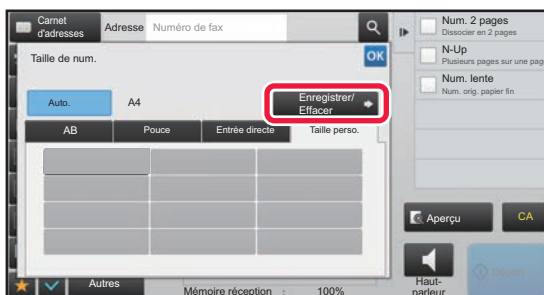 Carnet
d'adresses
Adresse
Numéro de fax
Taille de num.
OK
Auto.
A4
Enregistrer/
Effacer
AB
Pouce
Entrée directe
Taille perso.
Autres
Mémoire réception : 100%
Num. 2 pages
Dissocier en 2 pages
N-Up
Plusieurs pages sur une page
Num. lente
Num. orig. papier fin
Aperçu
CA
Haut-
parleur
Départ